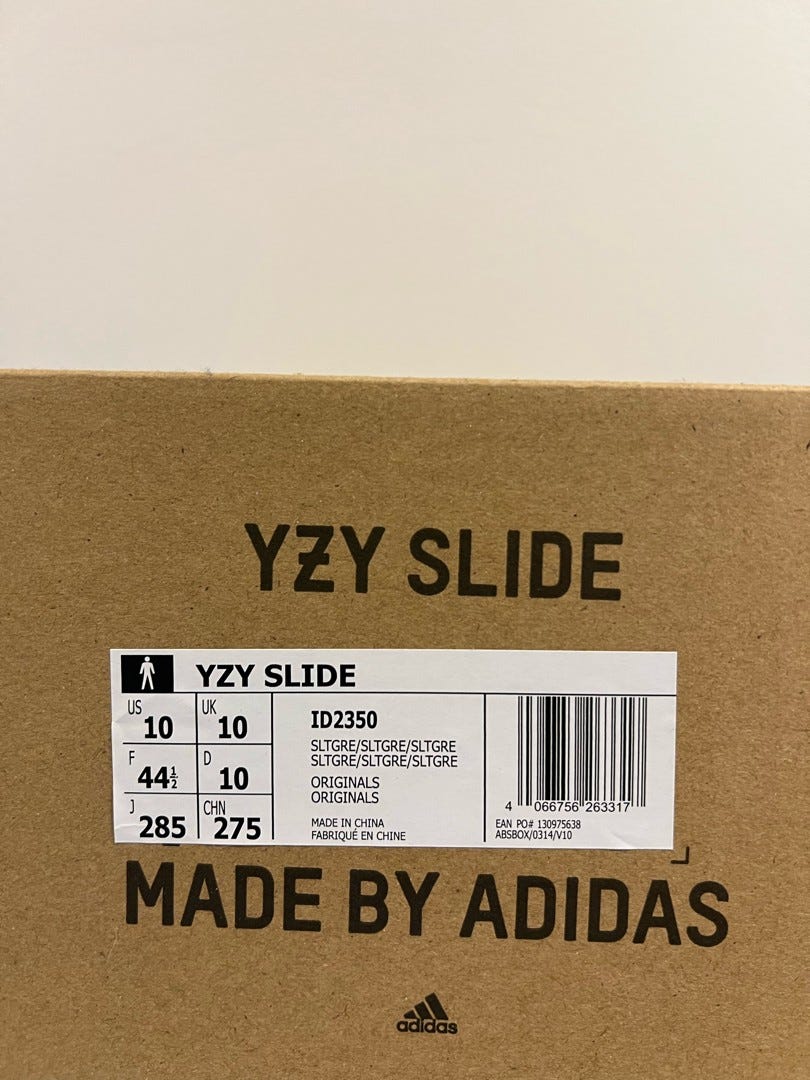 YZY SLIDE
YZY SLIDE
US 10 UK 10
F 44½ D 10
J 285 CHN 275
ID2350
SLTGRE/SLTGRE/SLTGRE
SLTGRE/SLTGRE/SLTGRE
ORIGINALS
ORIGINALS
MADE IN CHINA
FABRIQUÉ EN CHINE
4 066756 263317
EAN PO# 130975638
ABSBOX/0314/V10
MADE BY ADIDAS
adidas